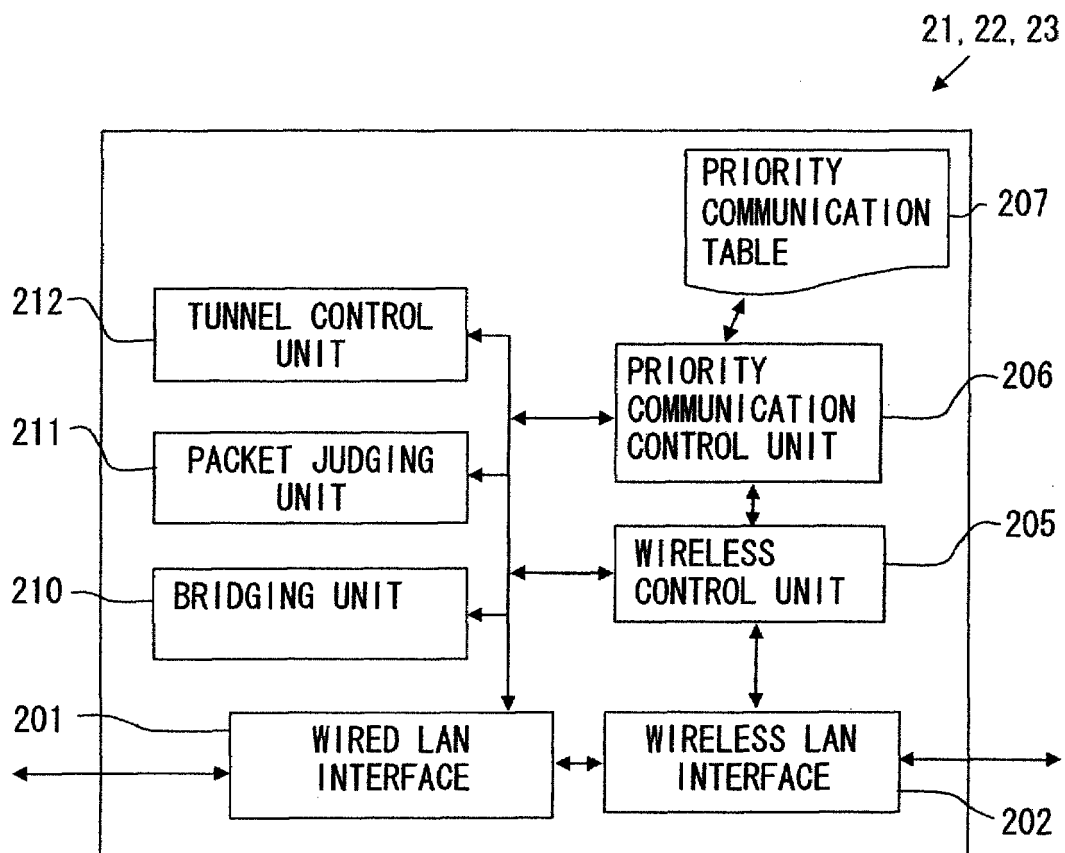 21, 22, 23
PRIORITY
COMMUNICATION
TABLE
207
212
TUNNEL CONTROL
UNIT
PRIORITY
COMMUNICATION
CONTROL UNIT
206
211
PACKET JUDGING
UNIT
WIRELESS
CONTROL UNIT
205
210
BRIDGING UNIT
201
WIRED LAN
INTERFACE
WIRELESS LAN
INTERFACE
202